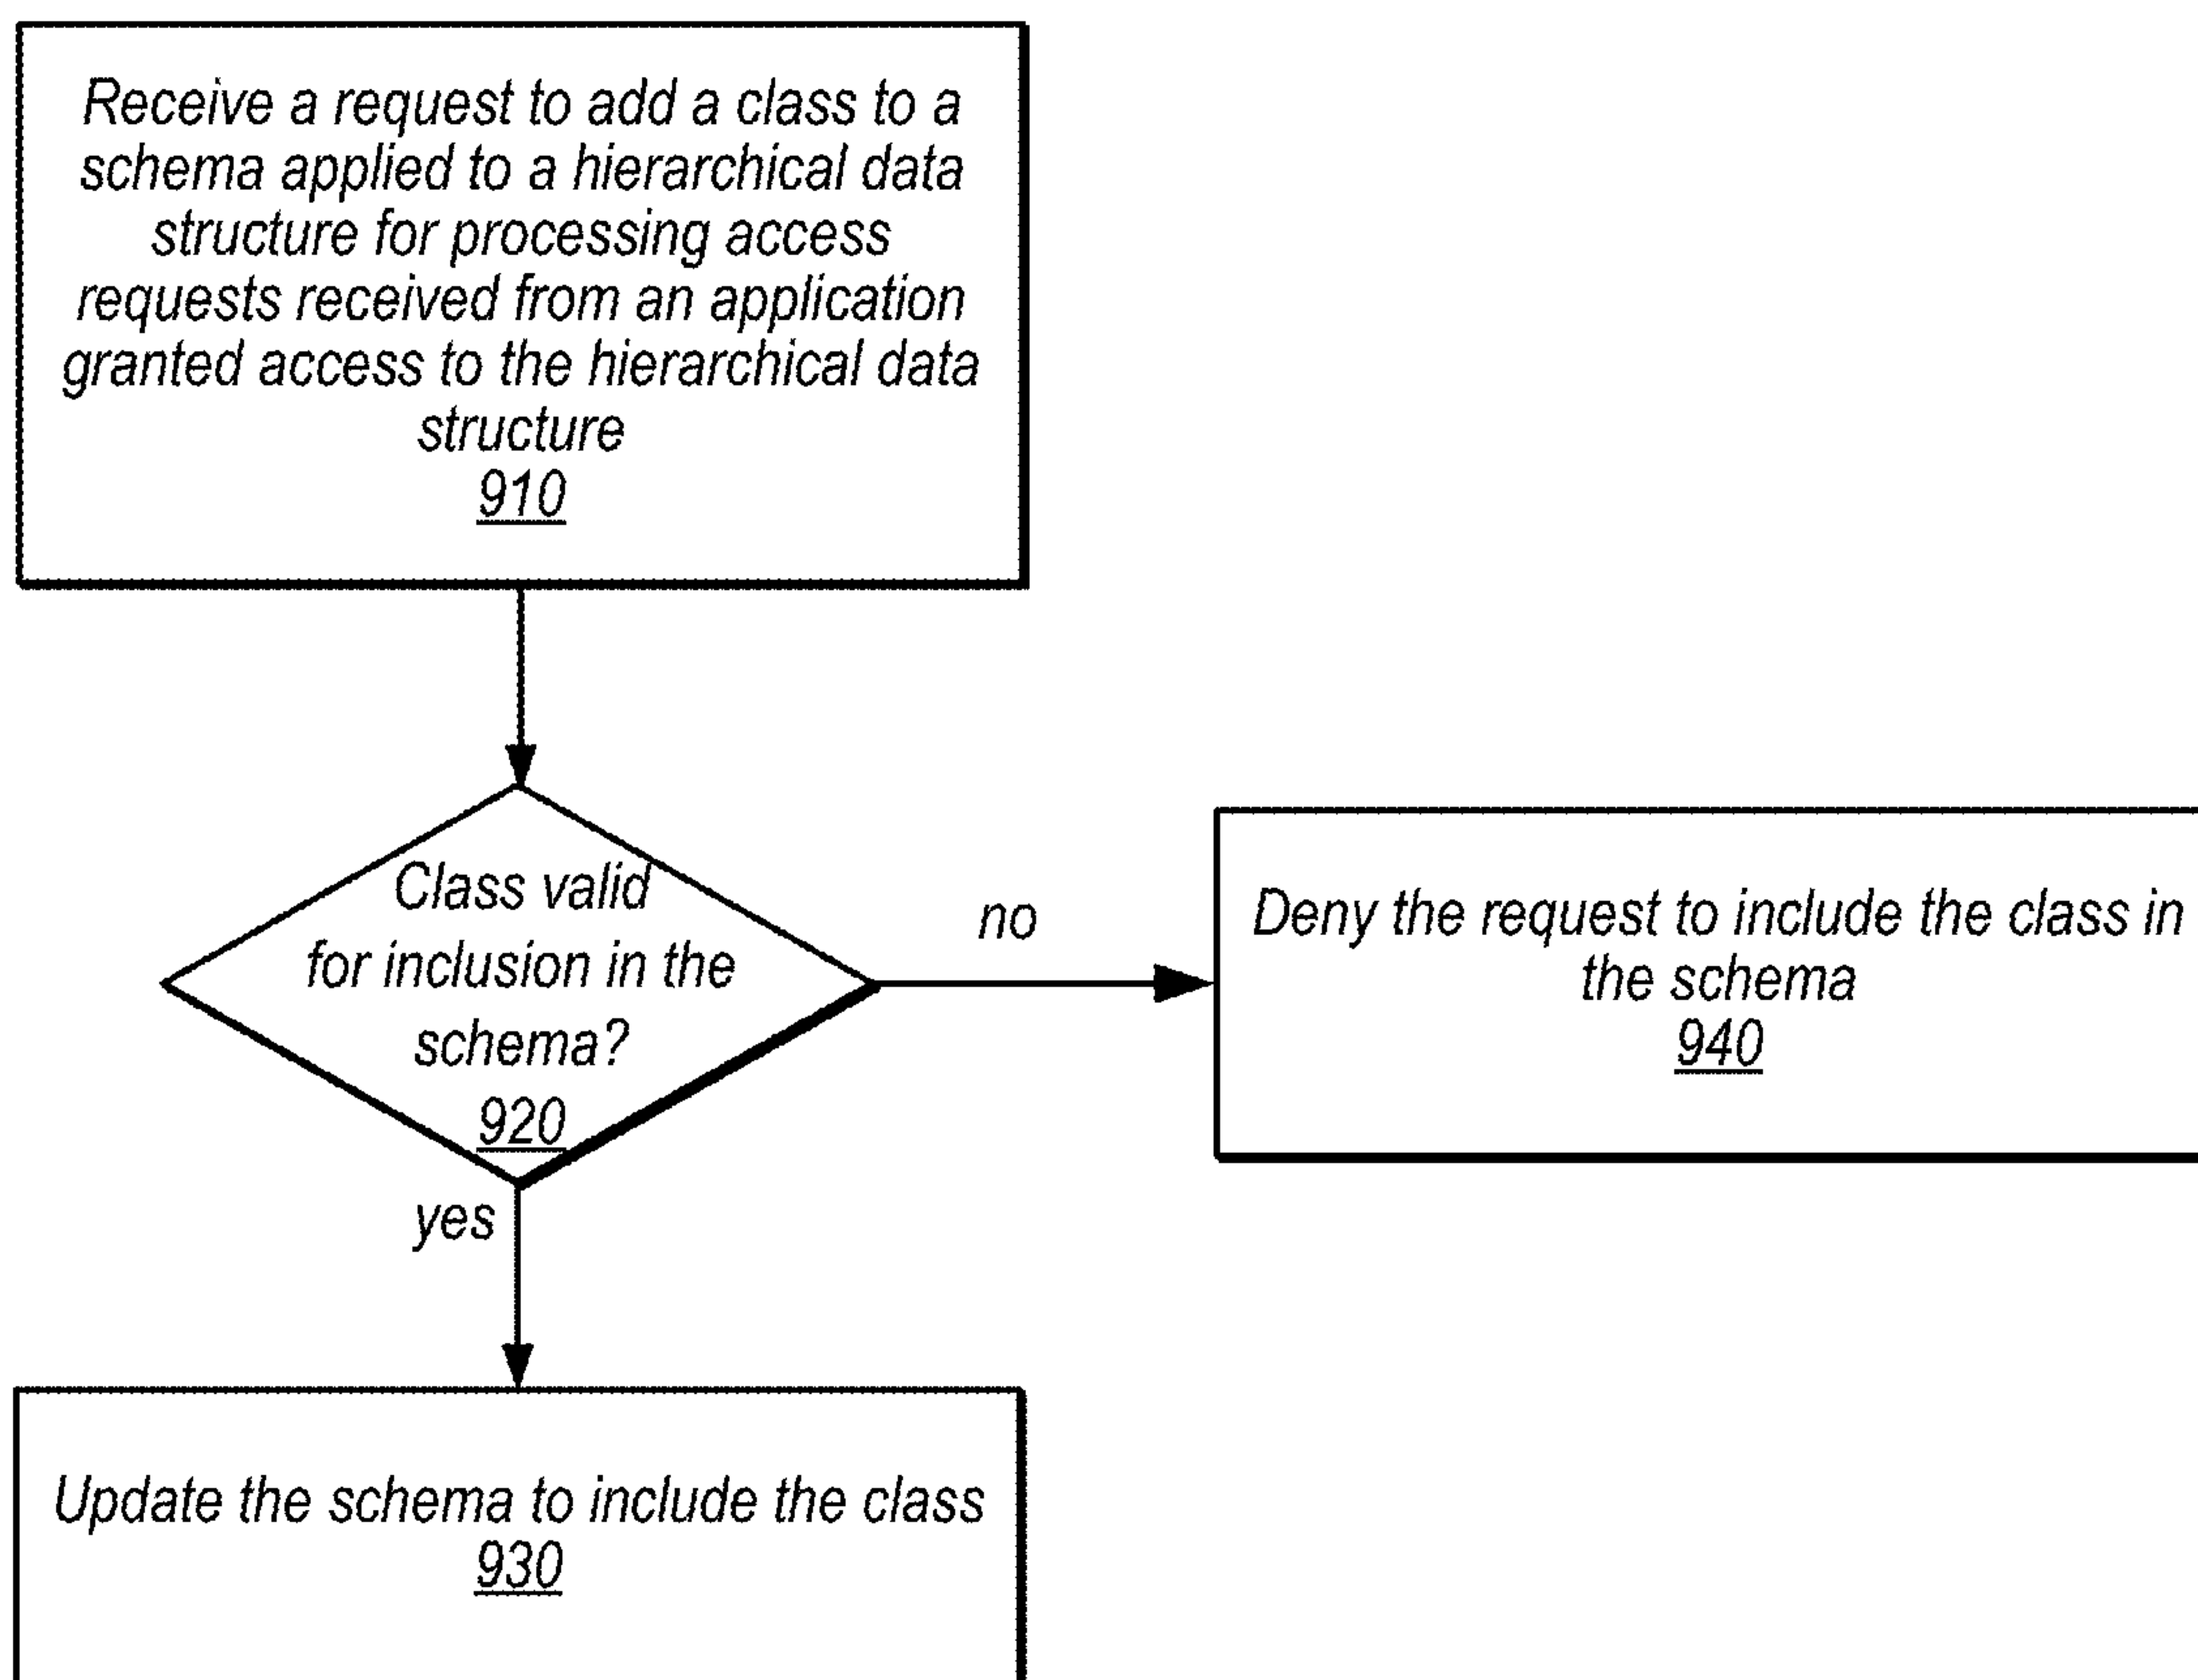 Receive a request to add a class to a
schema applied to a hierarchical data
structure for processing access
requests received from an application
granted access to the hierarchical data
structure
910
Class valid
for inclusion in the
schema?
920
no
Deny the request to include the class in
the schema
940
yes
Update the schema to include the class
930